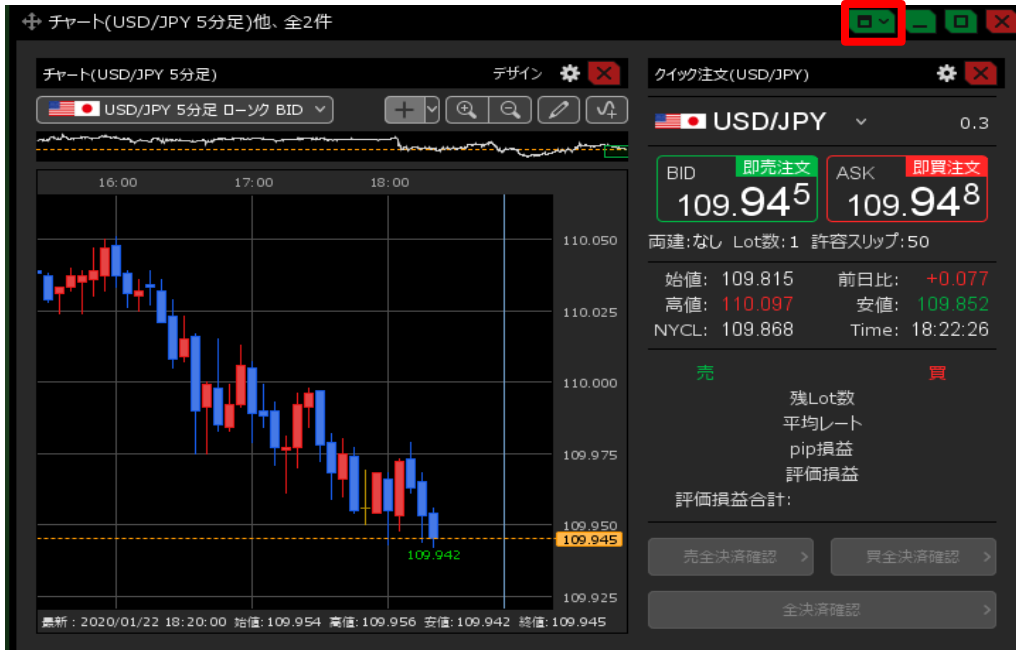 チャート(USD/JPY 5分足)他、全2件
チャート(USD/JPY 5分足)
デザイン
USD/JPY 5分足 ローソク BID
16:00 17:00 18:00
110.050
110.025
110.000
109.975
109.950
109.945
109.942
109.925
最新：2020/01/22 18:20:00 始値:109.954 高値:109.956 安値:109.942 終値:109.945
クイック注文(USD/JPY)
USD/JPY 0.3
BID 即売注文
109.945
ASK 即買注文
109.948
両建:なし Lot数:1 許容スリップ:50
始値: 109.815 前日比: +0.077
高値: 110.097 安値: 109.852
NYCL: 109.868 Time: 18:22:26
売 買
残Lot数
平均レート
pip損益
評価損益
評価損益合計:
売全決済確認 >
買全決済確認 >
全決済確認 >